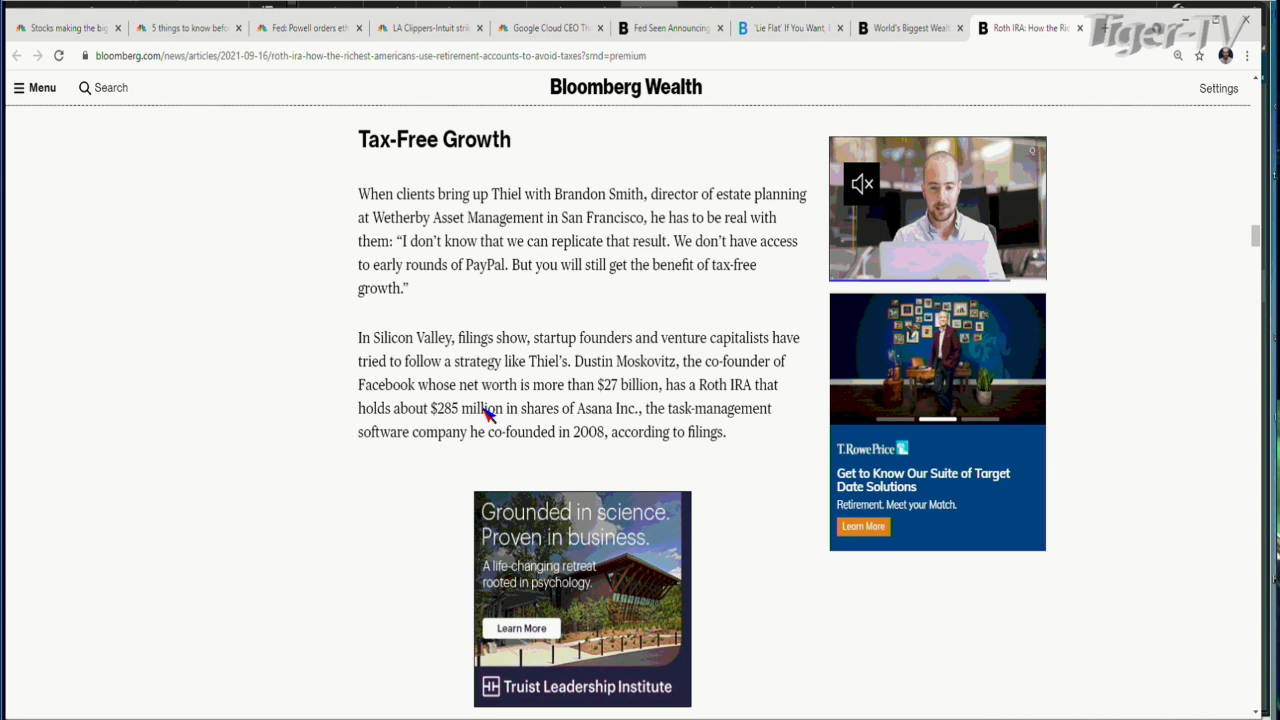 Stocks making the big
5 things to know befo
Fed: Powell orders eth
LA Clippers-Intuit stri
Google Cloud CEO Th
Fed Seen Announcing
'Lie Flat' If You Want,
World's Biggest Wealt
Roth IRA: How the Ric
Tiger-TV
bloomberg.com/news/articles/2021-09-16/roth-ira-how-the-richest-americans-use-retirement-accounts-to-avoid-taxes?srnd=premium
Menu
Search
Bloomberg Wealth
Settings
Tax-Free Growth
When clients bring up Thiel with Brandon Smith, director of estate planning
at Wetherby Asset Management in San Francisco, he has to be real with
them: “I don’t know that we can replicate that result. We don’t have access
to early rounds of PayPal. But you will still get the benefit of tax-free
growth.”
In Silicon Valley, filings show, startup founders and venture capitalists have
tried to follow a strategy like Thiel’s. Dustin Moskovitz, the co-founder of
Facebook whose net worth is more than $27 billion, has a Roth IRA that
holds about $285 million in shares of Asana Inc., the task-management
software company he co-founded in 2008, according to filings.
T.RowePrice
Get to Know Our Suite of Target
Date Solutions
Retirement. Meet your Match.
Learn More
Grounded in science.
Proven in business.
A life-changing retreat
rooted in psychology.
Learn More
Truist Leadership Institute